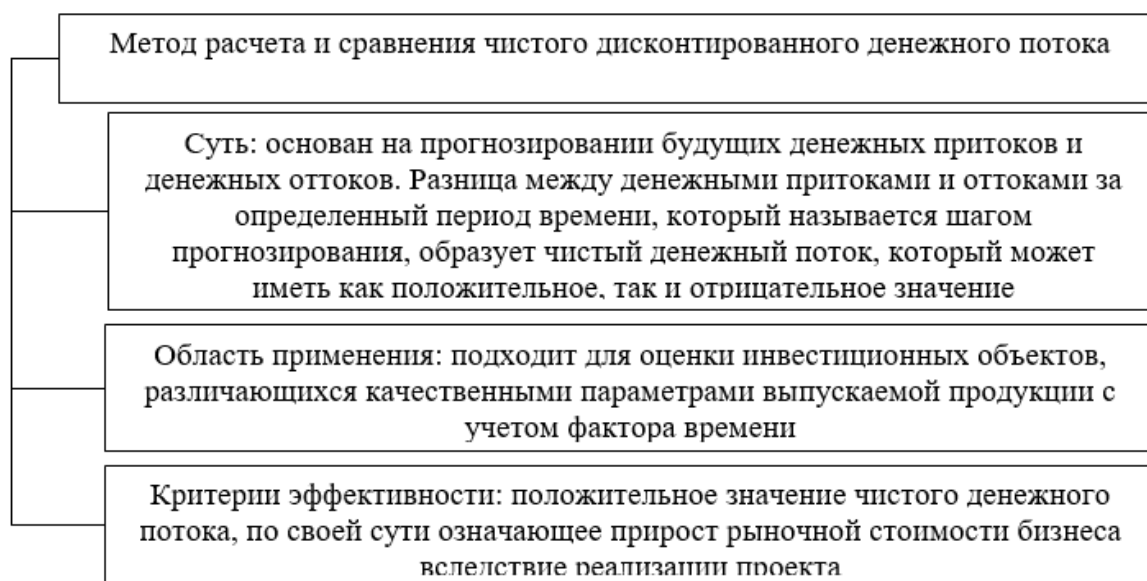 Метод расчета и сравнения чистого дисконтированного денежного потока
Суть: основан на прогнозировании будущих денежных притоков и
денежных оттоков. Разница между денежными притоками и оттоками за
определенный период времени, который называется шагом
прогнозирования, образует чистый денежный поток, который может
иметь как положительное, так и отрицательное значение
Область применения: подходит для оценки инвестиционных объектов,
различающихся качественными параметрами выпускаемой продукции с
учетом фактора времени
Критерии эффективности: положительное значение чистого денежного
потока, по своей сути означающее прирост рыночной стоимости бизнеса
вследствие реализации проекта